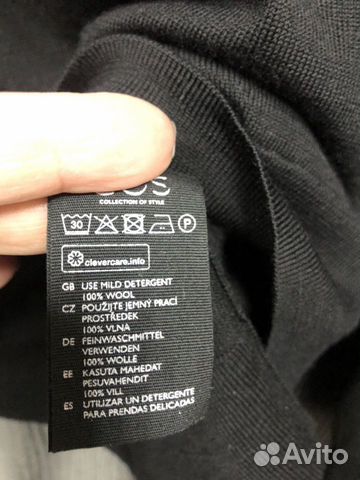 COS
COLLECTION OF STYLE
30 P
clevercare.info
GB USE MILD DETERGENT
100% WOOL
CZ POUŽIJTE JEMNÝ PRACÍ
PROSTŘEDEK
100% VLNA
DE FEINWASCHMITTEL
VERWENDEN
100% WOLLE
EE KASUTA MAHEDAT
PESUVAHENDIT
100% VILL
ES UTILIZAR UN DETERGENTE
PARA PRENDAS DELICADAS
Avito